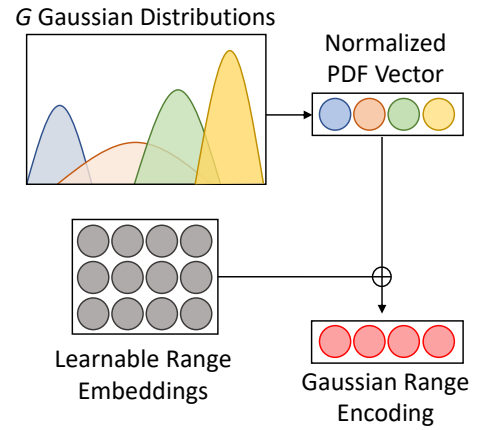 G Gaussian Distributions
Normalized
PDF Vector
Learnable Range
Embeddings
Gaussian Range
Encoding